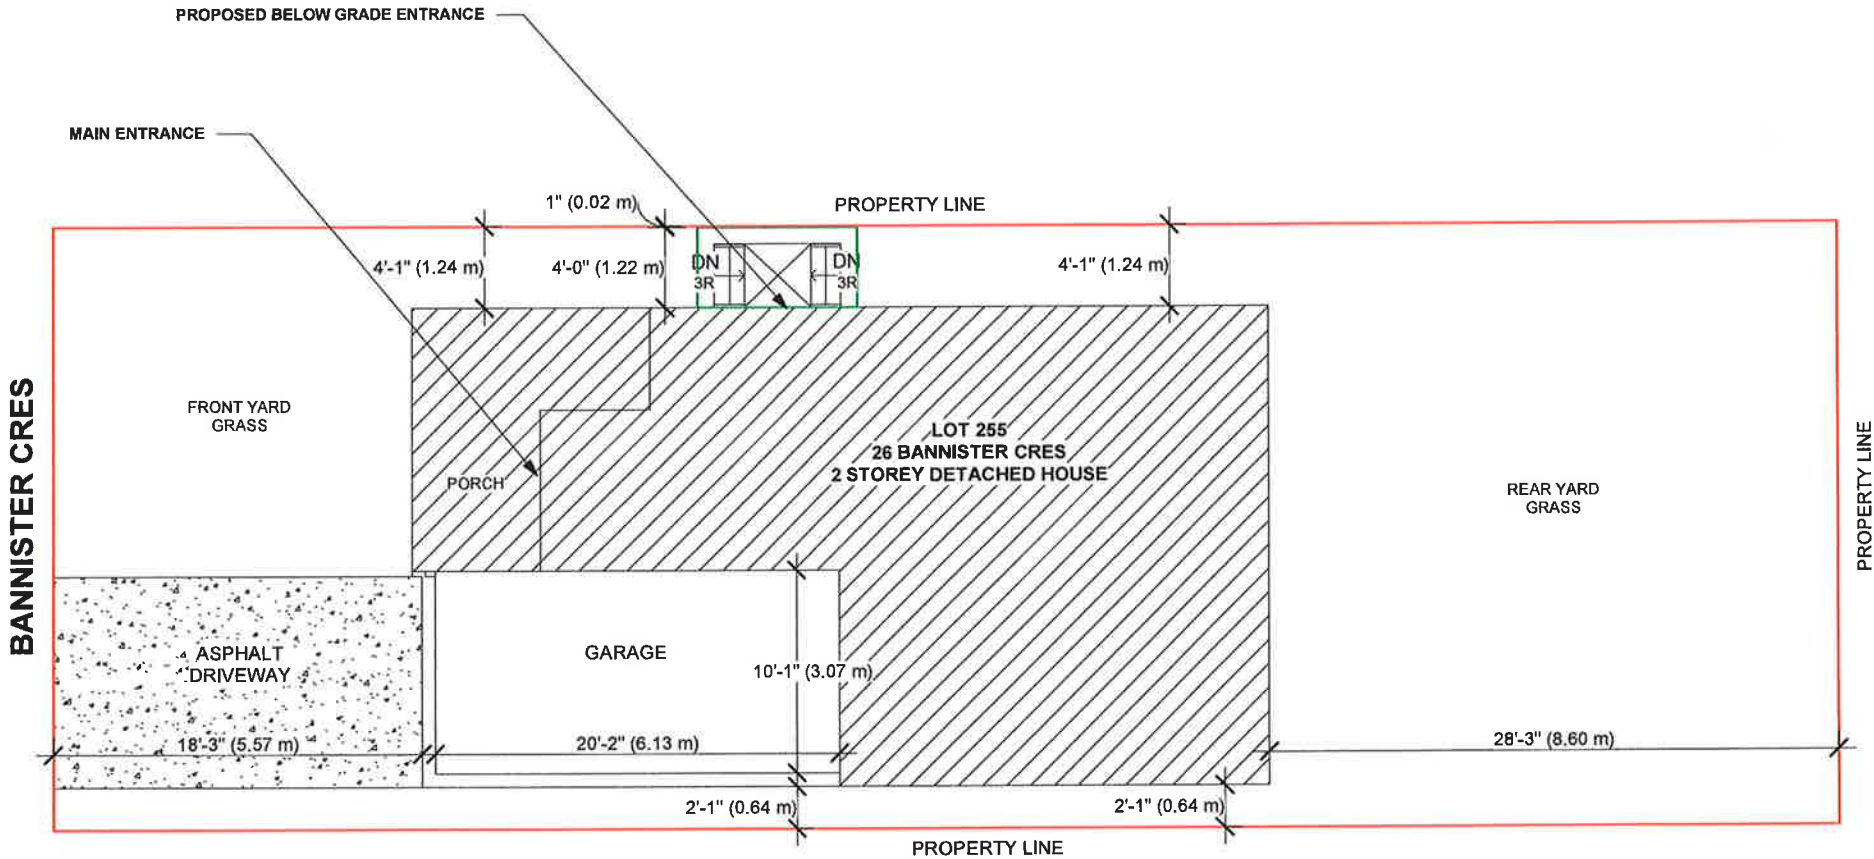 PROPOSED BELOW GRADE ENTRANCE
MAIN ENTRANCE
1" (0.02 m)
PROPERTY LINE
4'-1" (1.24 m)
4'-0" (1.22 m)
DN
3R
DN
3R
4'-1" (1.24 m)
BANNISTER CRES
FRONT YARD
GRASS
LOT 255
26 BANNISTER CRES
2 STOREY DETACHED HOUSE
PORCH
REAR YARD
GRASS
PROPERTY LINE
ASPHALT
DRIVEWAY
GARAGE
10'-1" (3.07 m)
18'-3" (5.57 m)
20'-2" (6.13 m)
28'-3" (8.60 m)
2'-1" (0.64 m)
2'-1" (0.64 m)
PROPERTY LINE